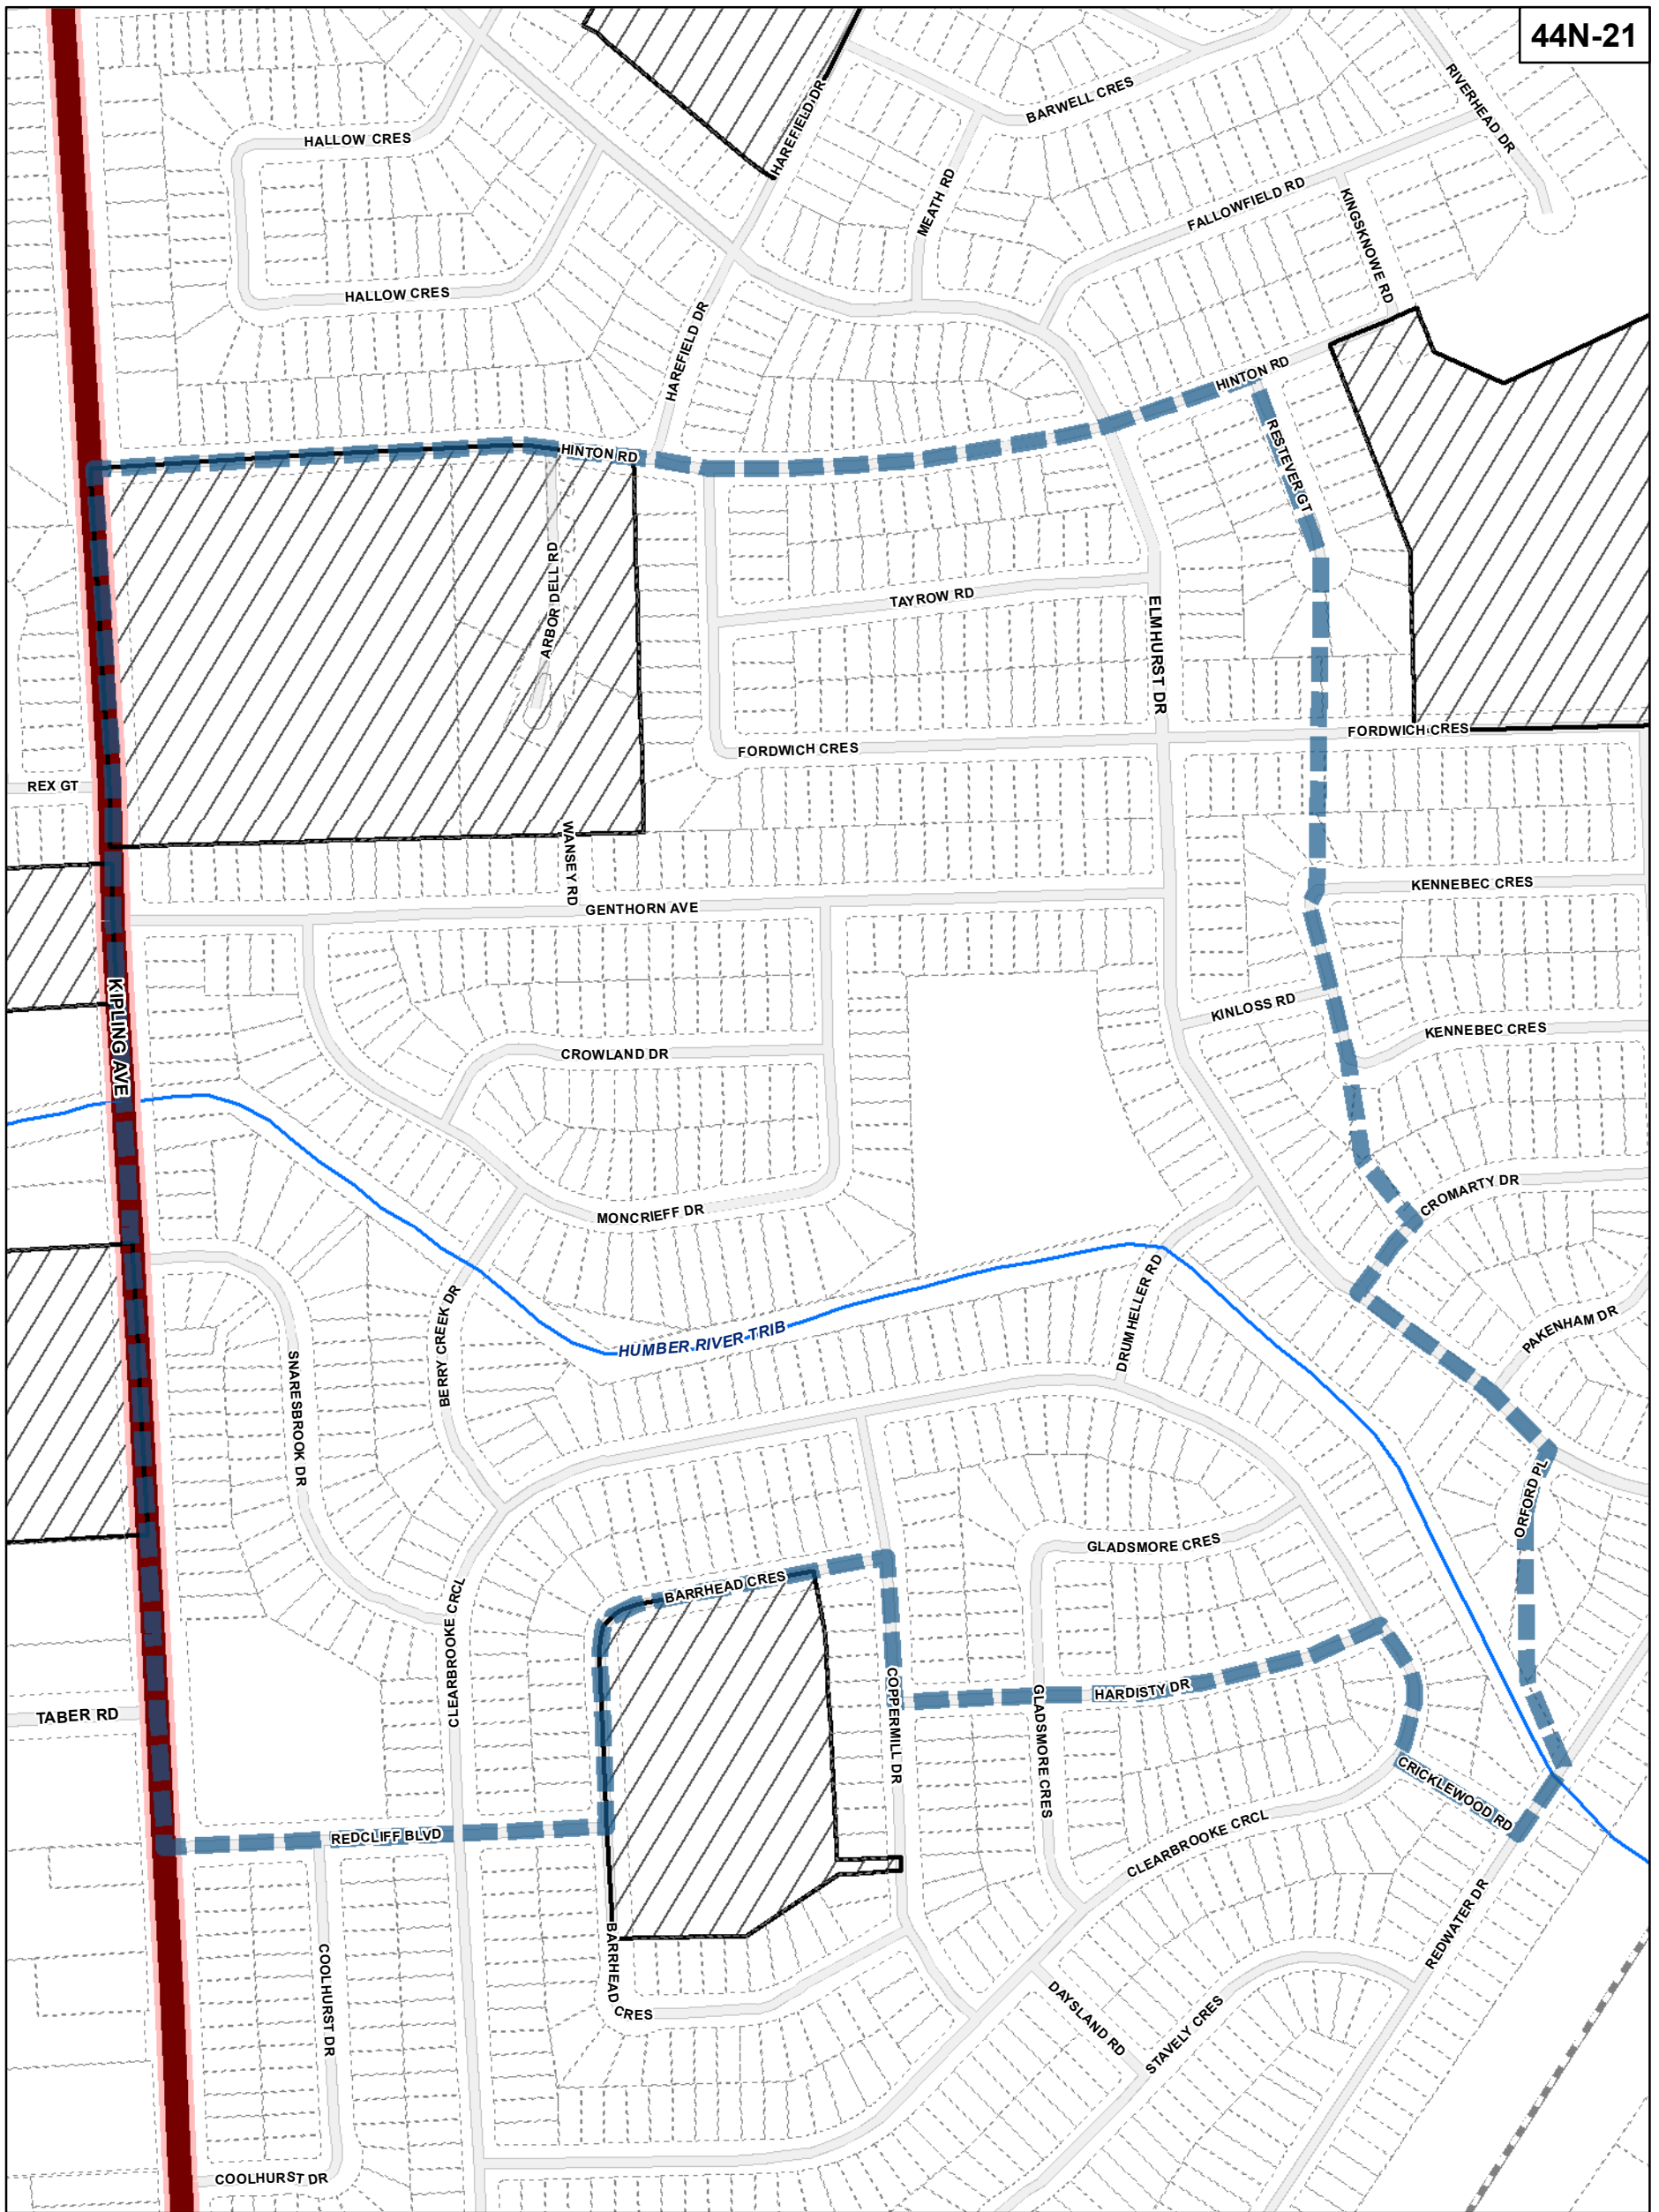 44N-21
RIVERHEAD DR
BARWELL CRES
HAREFIELD DR
HALLOW CRES
MEATH RD
FALLOWFIELD RD
KINGSKNOWE RD
HALLOW CRES
HAREFIELD DR
HINTON RD
HINTON RD
RESTEVER GT
ARBOR DELL RD
TAYROW RD
ELMHURST DR
FORDWICH CRES
FORDWICH CRES
REX GT
WANSEY RD
KENNEBEC CRES
GENTHORN AVE
KIPLING AVE
KINLOSS RD
KENNEBEC CRES
CROWLAND DR
CROMARTY DR
MONCRIEFF DR
DRUMHELLER RD
BERRY CREEK DR
PAKENHAM DR
HUMBER RIVER TRIB
SNARESBROOK DR
ORFORD PL
GLADSMORE CRES
BARRHEAD CRES
CLEARBROOKE CRCL
COPPERMILL DR
HARDISTY DR
GLADSMORE CRES
TABER RD
CRICKLEWOOD RD
CLEARBROOKE CRCL
REDCLIFF BLVD
REDWATER DR
BARRHEAD
CRES
COOLHURST DR
DAYSLAND RD
STAVELY CRES
COOLHURST DR